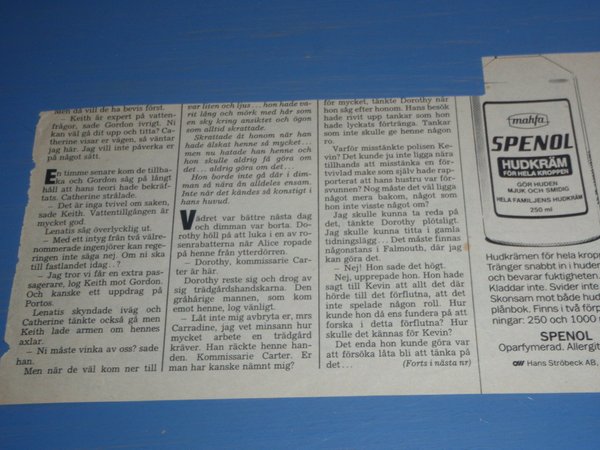 Men då vill de ha bevis först.
– Keith är expert på vatten-
frågor, sade Gordon ivrigt. Ni
kan väl gå dit upp och titta? Ca-
therine visar er vägen, så väntar
jag här. Jag vill inte påverka er
på något sätt.
En timme senare kom de tillba-
ka och Gordon såg på långt
håll att hans teori hade bekräf-
tats. Catherine strålade.
– Det är inga tvivel om saken,
sade Keith. Vattentillgången är
mycket god.
Lenatis såg överlycklig ut.
– Med ett intyg från två välre-
nommerade ingenjörer kan rege-
ringen inte säga nej. Om ni ska
till fastlandet idag...?
– Jag tror vi får en extra pas-
sagerare, log Keith mot Gordon.
Och kanske ett uppdrag på
Portos.
Lenatis skyndade iväg och
Catherine tänkte också gå men
Keith lade armen om hennes
axlar.
– Ni måste vinka av oss? sade
han.
Men när de väl kom ner till
var liten och ljus... hon hade va-
rit lång och mörk med hår som
en sky kring ansiktet och ögon
som alltid skrattade.
Skrattade åt honom när han
hade älskat henne så mycket...
men nu hatade han henne och
hon skulle aldrig få göra om
det... aldrig göra om det...
Hon borde inte gå där i dim-
man så nära ån alldeles ensam.
Inte när det kändes så konstigt i
hans huvud.
Vädret var bättre nästa dag
och dimman var borta. Do-
rothy höll på att luka i en av ro-
senrabatterna när Alice ropade
på henne från ytterdörren.
– Dorothy, kommissarie Car-
ter är här.
Dorothy reste sig och drog av
sig trädgårdshandskarna. Den
gråhårige mannen, som kom
emot henne, log vänligt.
– Låt inte mig avbryta er, mrs
Carradine, jag vet minsann hur
mycket arbete en trädgård
kräver. Han räckte henne han-
den. Kommissarie Carter. Er
man har kanske nämnt mig?
för mycket, tänkte Dorothy när
hon såg efter honom. Hans besök
hade rivit upp tankar som hon
hade lyckats förtränga. Tankar
som inte skulle ge henne någon
ro.
Varför misstänkte polisen Ke-
vin? Det kunde ju inte ligga nära
tillhands att misstänka en för-
tvivlad make som själv hade rap-
porterat att hans hustru var för-
svunnen? Nog måste det väl ligga
något mera bakom, något som
hon inte visste något om?
Jag skulle kunna ta reda på
det, tänkte Dorothy plötsligt.
Jag skulle kunna titta i gamla
tidningslägg... Det måste finnas
någonstans i Falmouth, där jag
kan göra det.
– Nej! Hon sade det högt.
Nej, upprepade hon. Hon hade
sagt till Kevin att allt det där
hörde till det förflutna, att det
inte spelade någon roll. Hur
kunde hon då ens fundera på att
forska i detta förflutna? Hur
skulle det kännas för Kevin?
Det enda hon kunde göra var
att försöka låta bli att tänka på
det...
(Forts i nästa nr)
mahfa
SPENOL
HUDKRÄM
FÖR HELA KROPPEN
GÖR HUDEN
MJUK OCH SMIDIG
HELA FAMILJENS HUDKRÄM
250 ml
Hudkrämen för hela krop
Tränger snabbt in i huden
och bevarar fuktigheten.
Kladdar inte. Svider inte
Skonsam mot både hud
plånbok. Finns i två förp
ningar: 250 och 1000
SPENOL
Oparfymerad. Allergit
Hans Ströbeck AB,